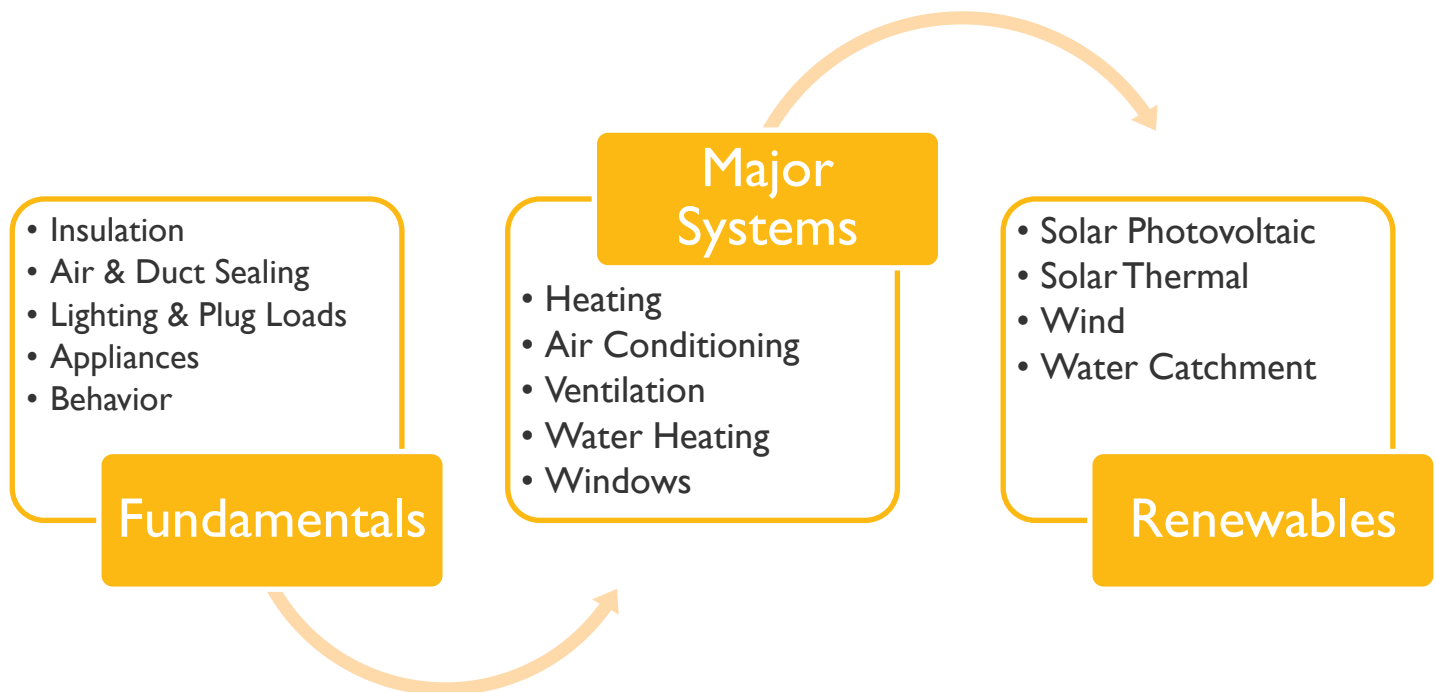 • Insulation
• Air & Duct Sealing
• Lighting & Plug Loads
• Appliances
• Behavior
Fundamentals
Major
Systems
• Heating
• Air Conditioning
• Ventilation
• Water Heating
• Windows
• Solar Photovoltaic
• Solar Thermal
• Wind
• Water Catchment
Renewables